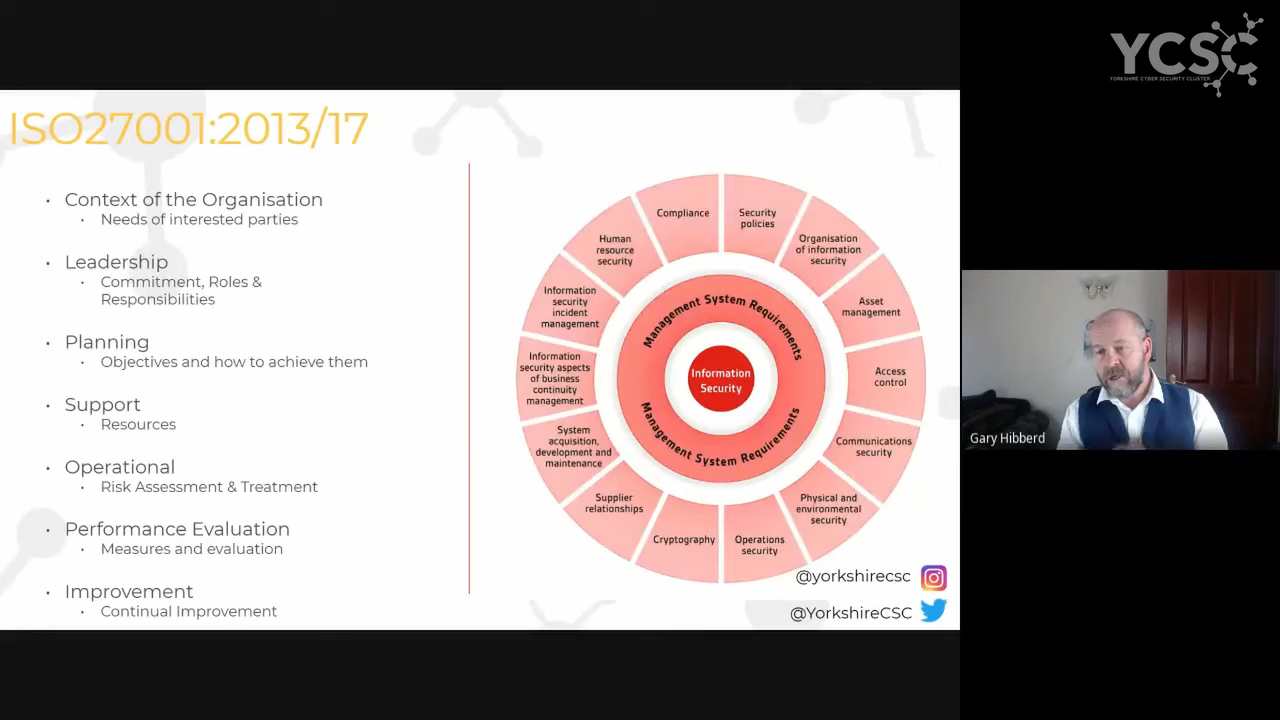 YCSC
YORKSHIRE CYBER SECURITY CLUSTER
ISO27001:2013/17
• Context of the Organisation
• Needs of interested parties
• Leadership
• Commitment, Roles &
Responsibilities
• Planning
• Objectives and how to achieve them
• Support
• Resources
• Operational
• Risk Assessment & Treatment
• Performance Evaluation
• Measures and evaluation
• Improvement
• Continual Improvement
Compliance
Security
policies
Organisation
of information
security
Asset
management
Access
control
Communications
security
Physical and
environmental
security
Operations
security
Cryptography
Supplier
relationships
System
acquisition,
development and
maintenance
Information
security aspects
of business
continuity
management
Information
security
incident
management
Human
resource
security
Management System Requirements
Information
Security
Management System Requirements
@yorkshirecsc
@YorkshireCSC
Gary Hibberd